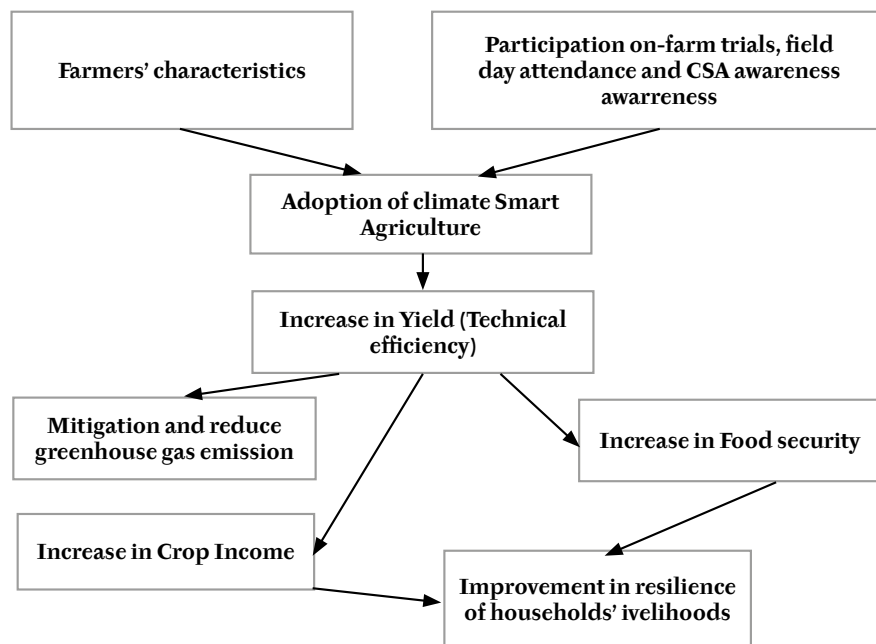 Farmers' characteristics
Participation on-farm trials, field
day attendance and CSA awareness
awarreness
Adoption of climate Smart
Agriculture
Increase in Yield (Technical
efficiency)
Mitigation and reduce
greenhouse gas emission
Increase in Food security
Increase in Crop Income
Improvement in resilience
of households' ivelihoods